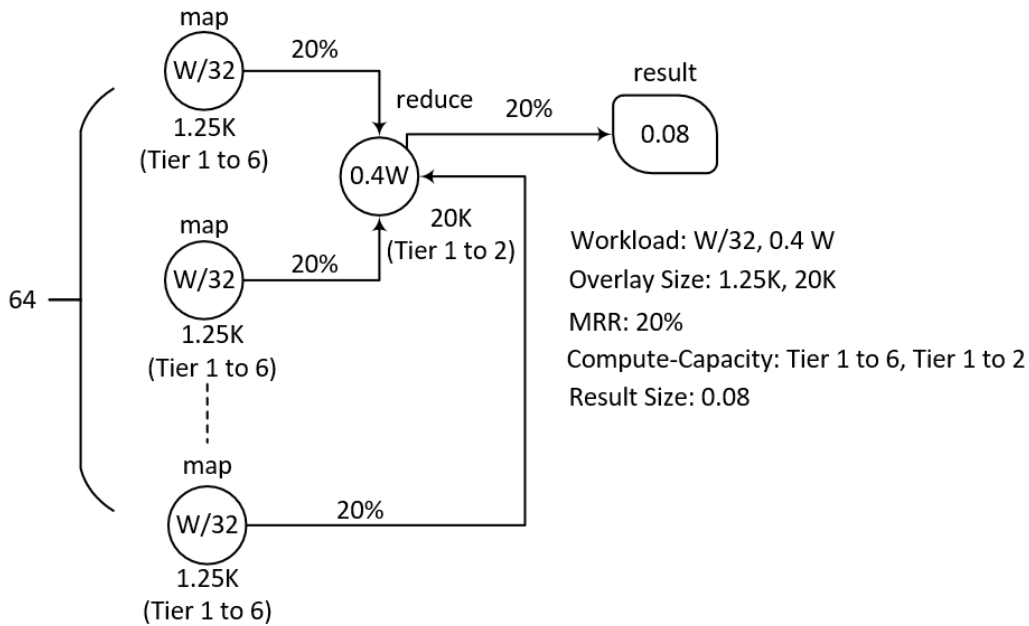 map
W/32
20%
1.25K
(Tier 1 to 6)
reduce
0.4W
20K
(Tier 1 to 2)
20%
result
0.08
map
W/32
20%
1.25K
(Tier 1 to 6)
64
map
W/32
20%
1.25K
(Tier 1 to 6)
Workload: W/32, 0.4 W
Overlay Size: 1.25K, 20K
MRR: 20%
Compute-Capacity: Tier 1 to 6, Tier 1 to 2
Result Size: 0.08